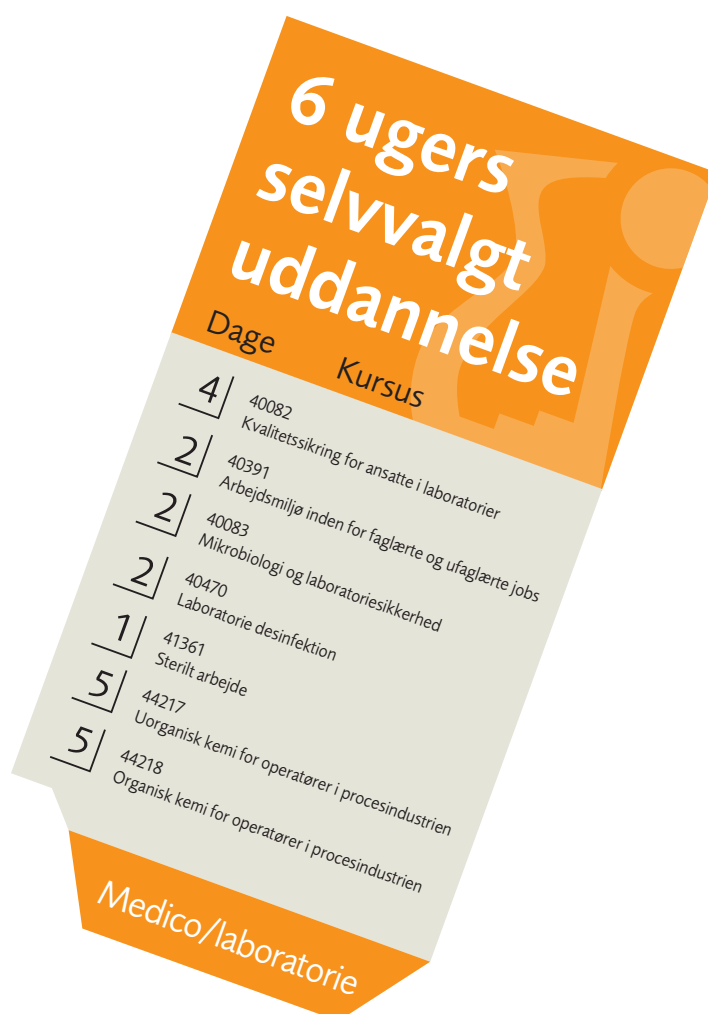 6 ugers
selvvalgt
uddannelse
Dage
Kursus
4
40082
Kvalitetssikring for ansatte i laboratorier
2
40391
Arbejdsmiljø inden for faglærte og ufaglærte jobs
2
40083
Mikrobiologi og laboratoriesikkerhed
2
40470
Laboratorie desinfektion
1
41361
Sterilt arbejde
5
44217
Uorganisk kemi for operatører i procesindustrien
5
44218
Organisk kemi for operatører i procesindustrien
Medico/laboratorie